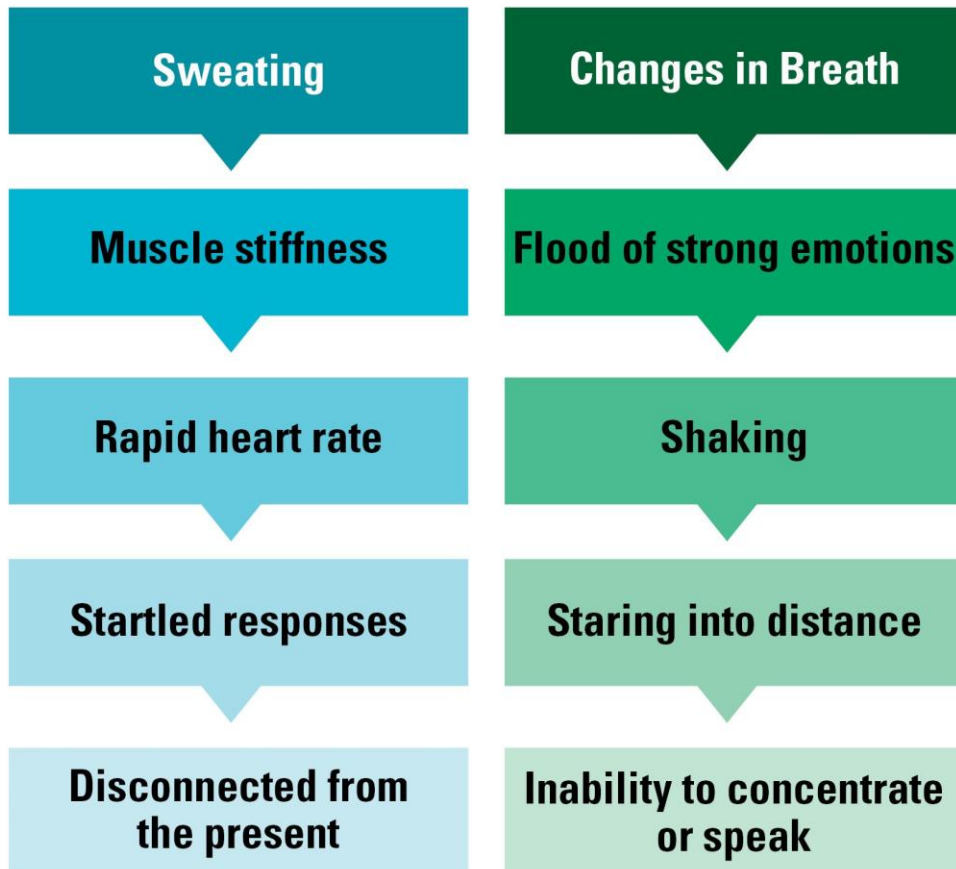 Sweating
Muscle stiffness
Rapid heart rate
Startled responses
Disconnected from
the present
Changes in Breath
Flood of strong emotions
Shaking
Staring into distance
Inability to concentrate
or speak